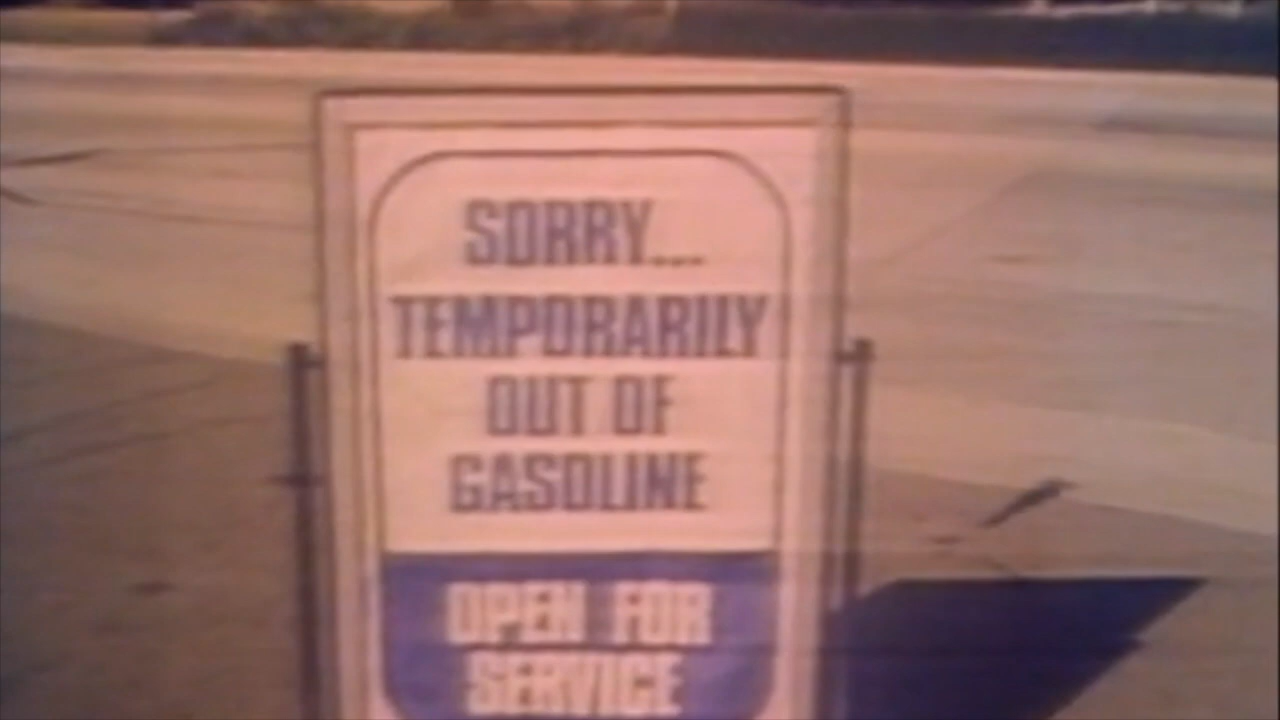 SORRY...
TEMPORARILY
OUT OF
GASOLINE
OPEN FOR
SERVICE